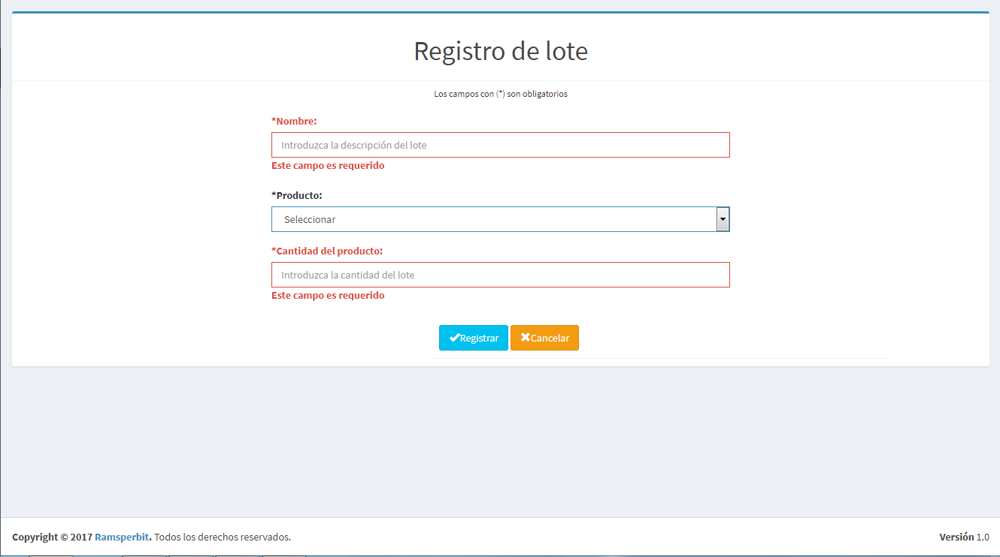 Registro de lote
Los campos con (*) son obligatorios
*Nombre:
Introduzca la descripción del lote
Este campo es requerido
*Producto:
Seleccionar
*Cantidad del producto:
Introduzca la cantidad del lote
Este campo es requerido
Registrar Cancelar
Copyright © 2017 Ramsperbit. Todos los derechos reservados. Versión 1.0